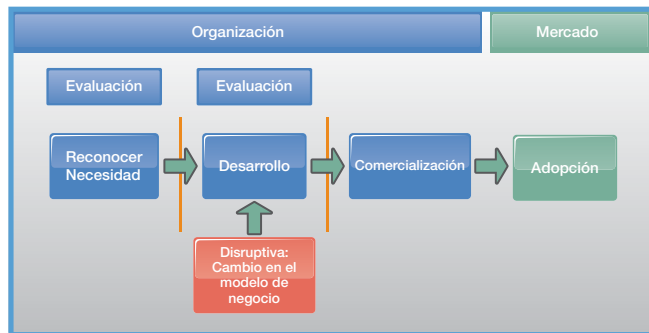 Organización
Mercado
Evaluación
Evaluación
Reconocer
Necesidad
Desarrollo
Comercialización
Adopción
Disruptiva:
Cambio en el
modelo de
negocio